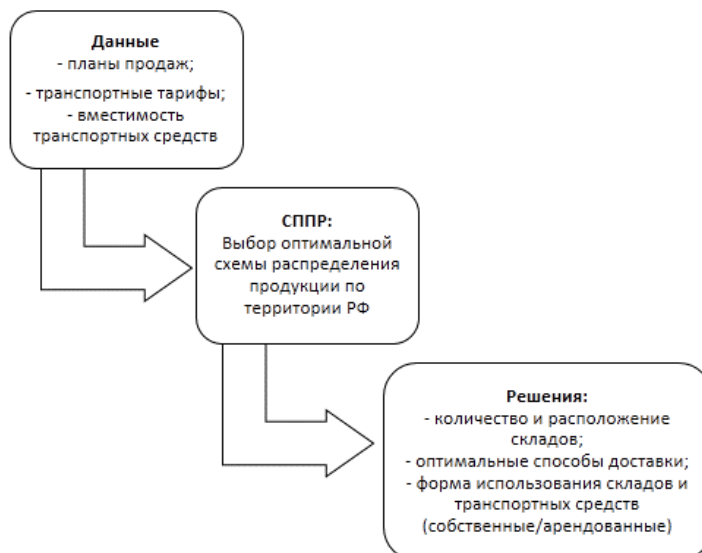 Данные
- планы продаж;
- транспортные тарифы;
- вместимость
транспортных средств
СППР:
Выбор оптимальной
схемы распределения
продукции по
территории РФ
Решения:
- количество и расположение
складов;
- оптимальные способы доставки;
- форма использования складов и
транспортных средств
(собственные/арендованные)